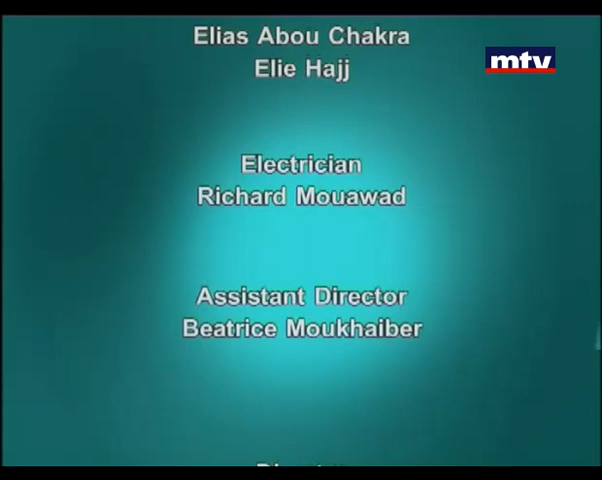 Elias Abou Chakra
mtv
Elie Hajj
Electrician
Richard Mouawad
Assistant Director
Beatrice Moukhaiber